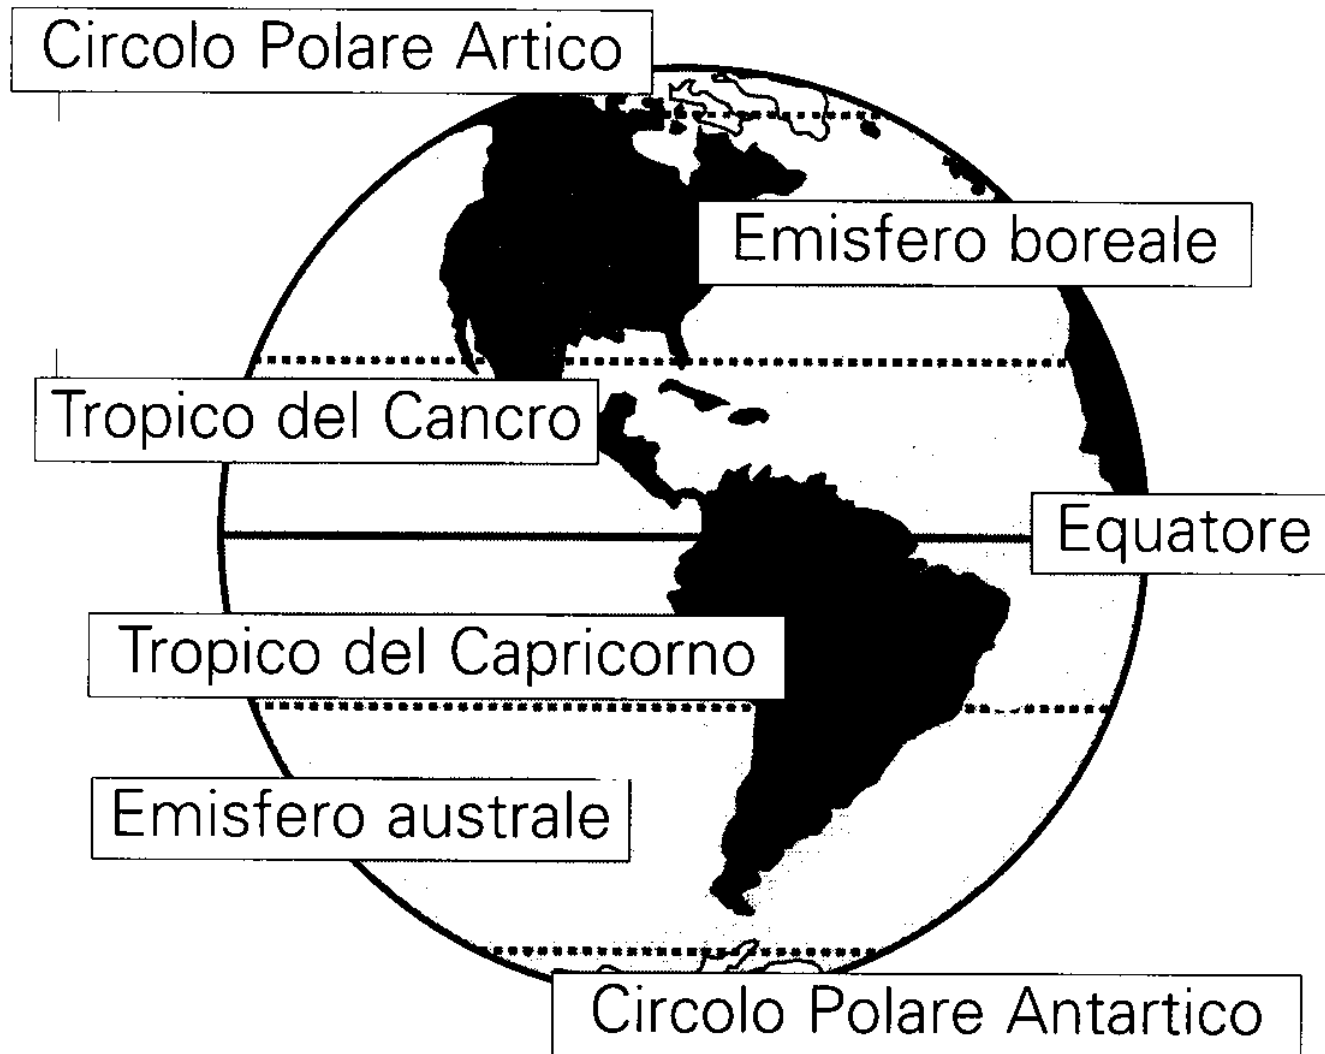 Circolo Polare Artico
Emisfero boreale
Tropico del Cancro
Equatore
Tropico del Capricorno
Emisfero australe
Circolo Polare Antartico